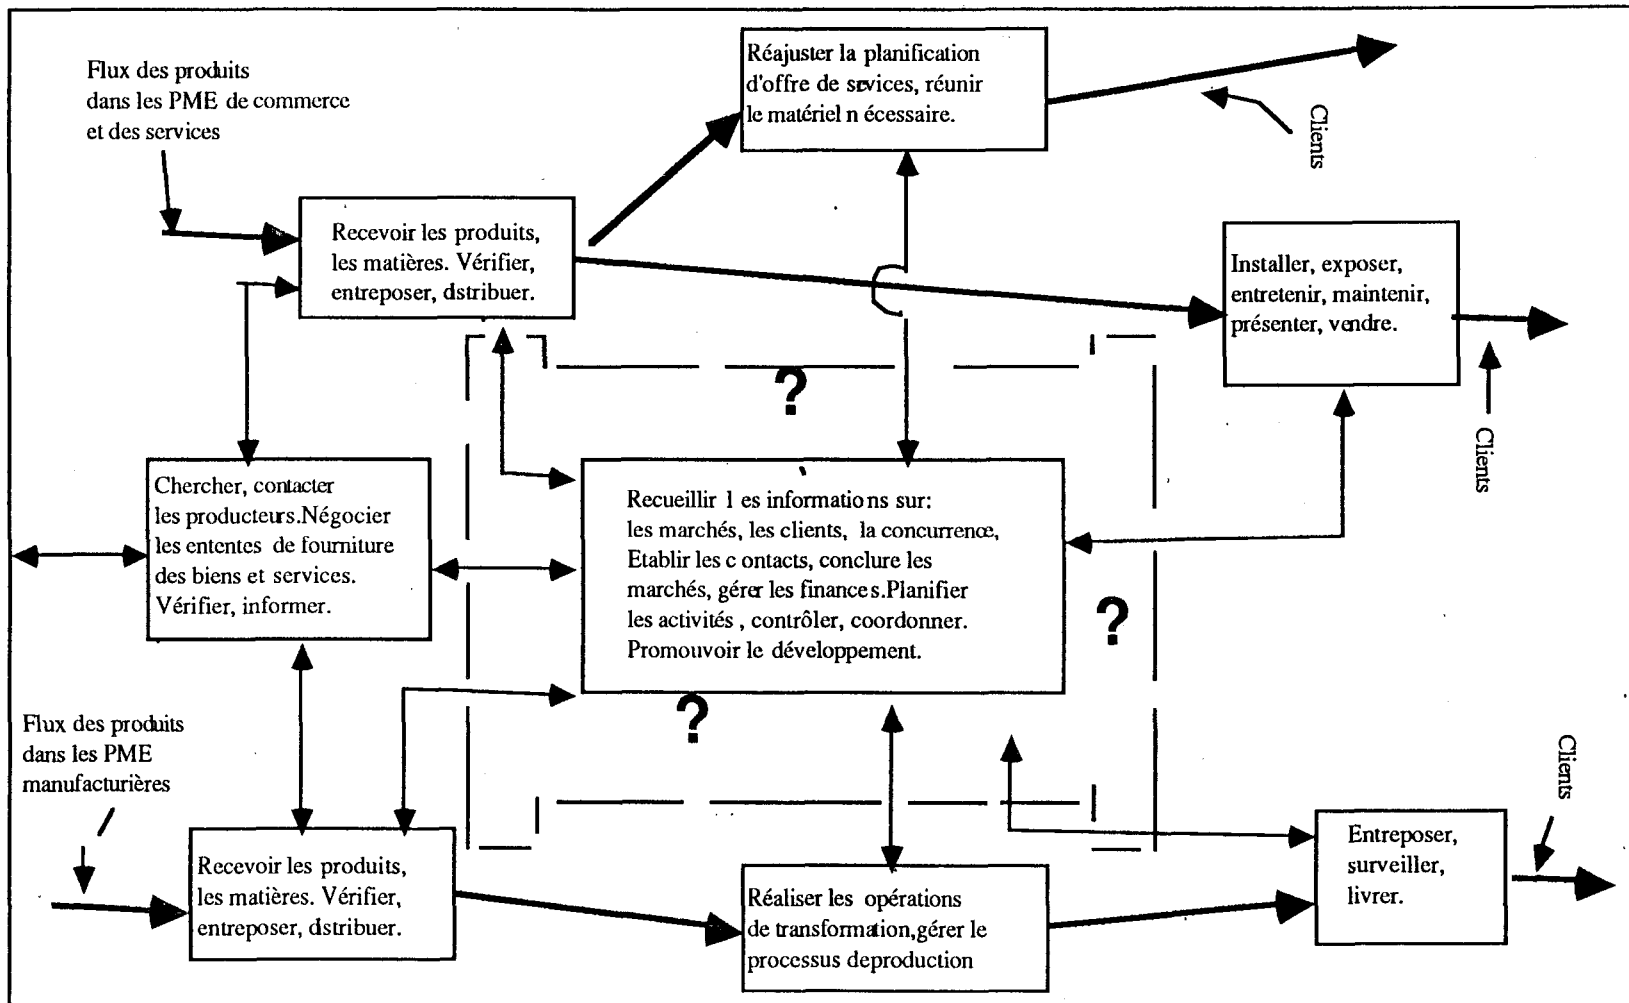 Flux des produits
dans les PME de commerce
et des services
Réajuster la planification
d'offre de sevices, réunir
le matériel n écessaire.
Clients
Recevoir les produits,
les matières. Vérifier,
entreposer, dstribuer.
Installer, exposer,
entretenir, maintenir,
présenter, vendre.
Clients
?
Chercher, contacter
les producteurs.Négocier
les ententes de fourniture
des biens et services.
Vérifier, informer.
Recueillir l es informations sur:
les marchés, les clients, la concurrence,
Etablir les c ontacts, conclure les
marchés, gérer les finances.Planifier
les activités , contrôler, coordonner.
Promouvoir le développement.
?
?
Flux des produits
dans les PME
manufacturières
Clients
Recevoir les produits,
les matières. Vérifier,
entreposer, dstribuer.
Réaliser les opérations
de transformation,gérer le
processus deproduction
Entreposer,
surveiller,
livrer.